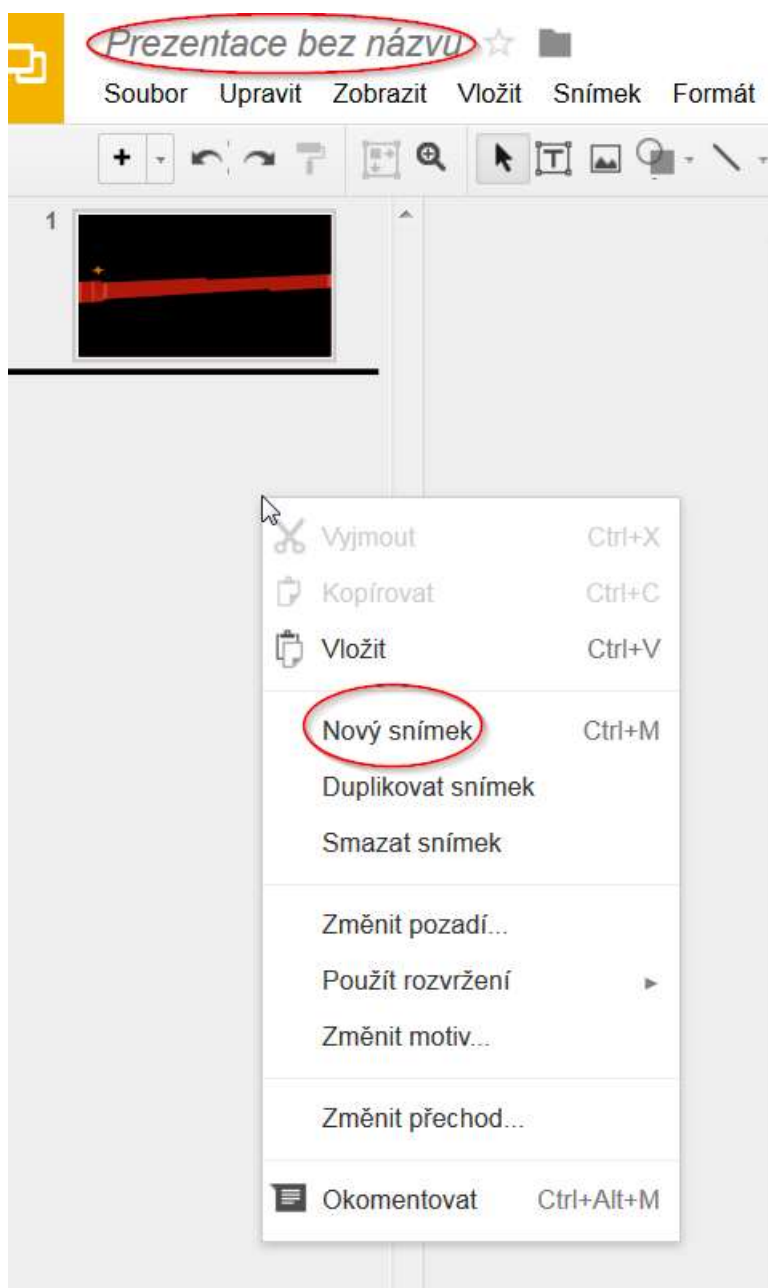 Prezentace bez názvu
Soubor Upravit Zobrazit Vložit Snímek Formát
1
Vyjmout Ctrl+X
Kopírovat Ctrl+C
Vložit Ctrl+V
Nový snímek Ctrl+M
Duplikovat snímek
Smazat snímek
Změnit pozadí...
Použít rozvržení
Změnit motiv...
Změnit přechod...
Okomentovat Ctrl+Alt+M